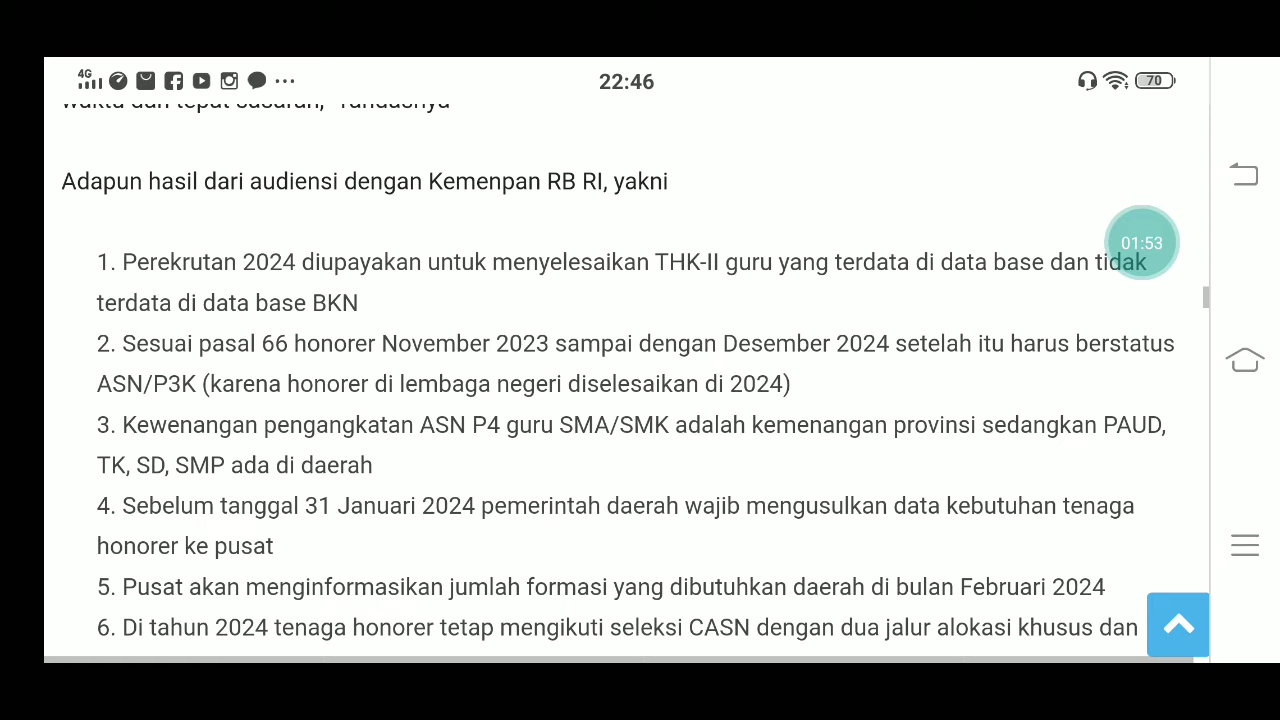 4G
22:46
70
waktu dan tepat sasaran," Tandasnya
Adapun hasil dari audiensi dengan Kemenpan RB RI, yakni
01:53
1. Perekrutan 2024 diupayakan untuk menyelesaikan THK-II guru yang terdata di data base dan tidak
terdata di data base BKN
2. Sesuai pasal 66 honorer November 2023 sampai dengan Desember 2024 setelah itu harus berstatus
ASN/P3K (karena honorer di lembaga negeri diselesaikan di 2024)
3. Kewenangan pengangkatan ASN P4 guru SMA/SMK adalah kemenangan provinsi sedangkan PAUD,
TK, SD, SMP ada di daerah
4. Sebelum tanggal 31 Januari 2024 pemerintah daerah wajib mengusulkan data kebutuhan tenaga
honorer ke pusat
5. Pusat akan menginformasikan jumlah formasi yang dibutuhkan daerah di bulan Februari 2024
6. Di tahun 2024 tenaga honorer tetap mengikuti seleksi CASN dengan dua jalur alokasi khusus dan